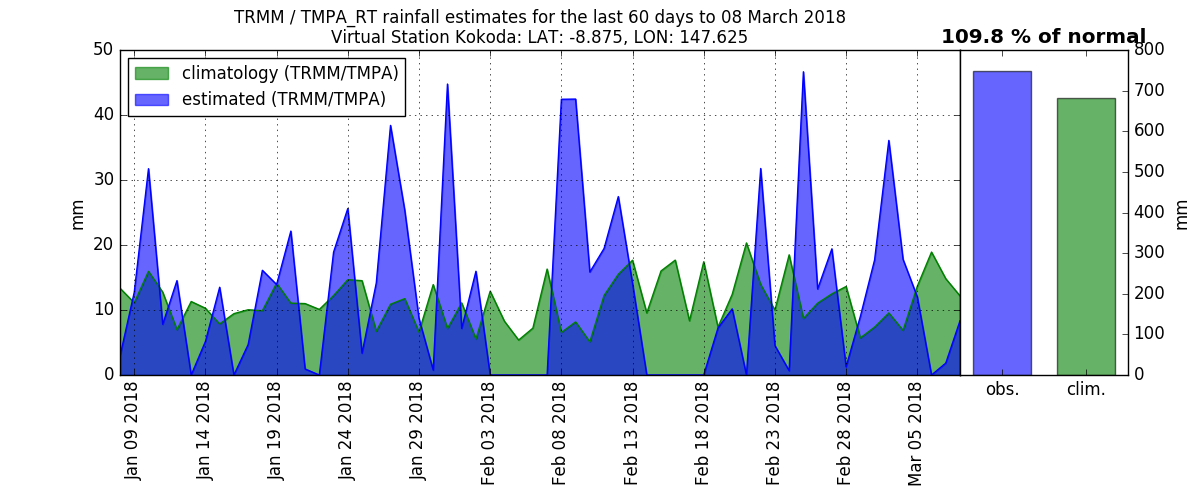 TRMM / TMPA_RT rainfall estimates for the last 60 days to 08 March 2018
Virtual Station Kokoda: LAT: -8.875, LON: 147.625
109.8 % of normal
climatology (TRMM/TMPA)
estimated (TRMM/TMPA)
mm
50
40
30
20
10
0
Jan 09 2018
Jan 14 2018
Jan 19 2018
Jan 24 2018
Jan 29 2018
Feb 03 2018
Feb 08 2018
Feb 13 2018
Feb 18 2018
Feb 23 2018
Feb 28 2018
Mar 05 2018
obs.
clim.
800
700
600
500
400
300
200
100
0
mm